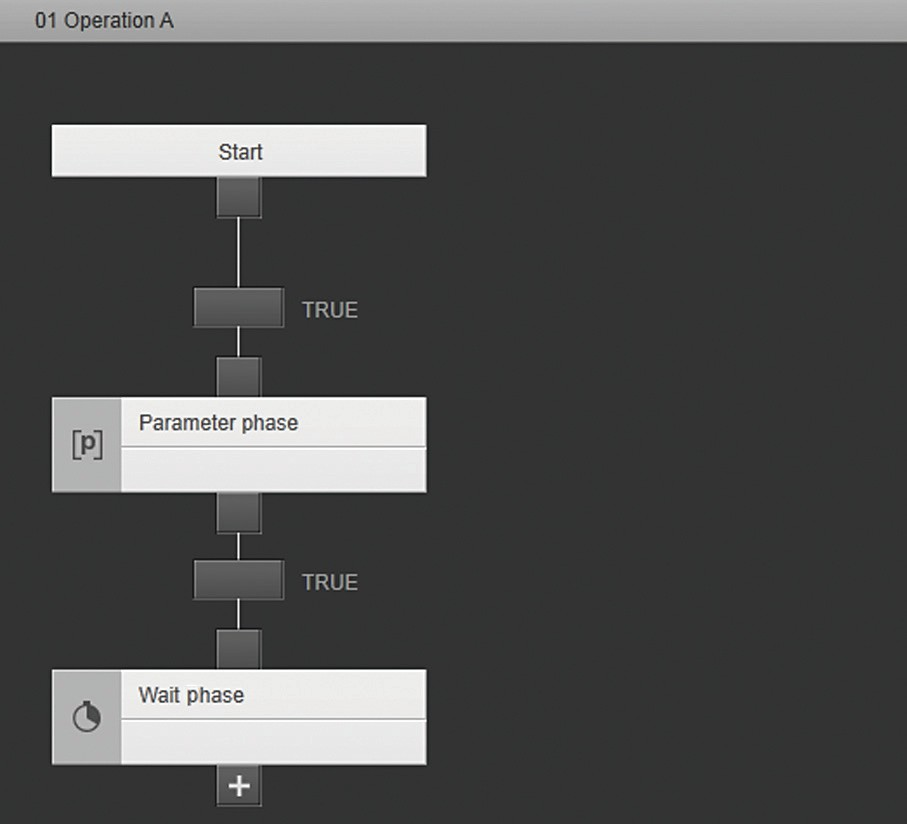 01 Operation A
Start
TRUE
[p]
Parameter phase
TRUE
Wait phase